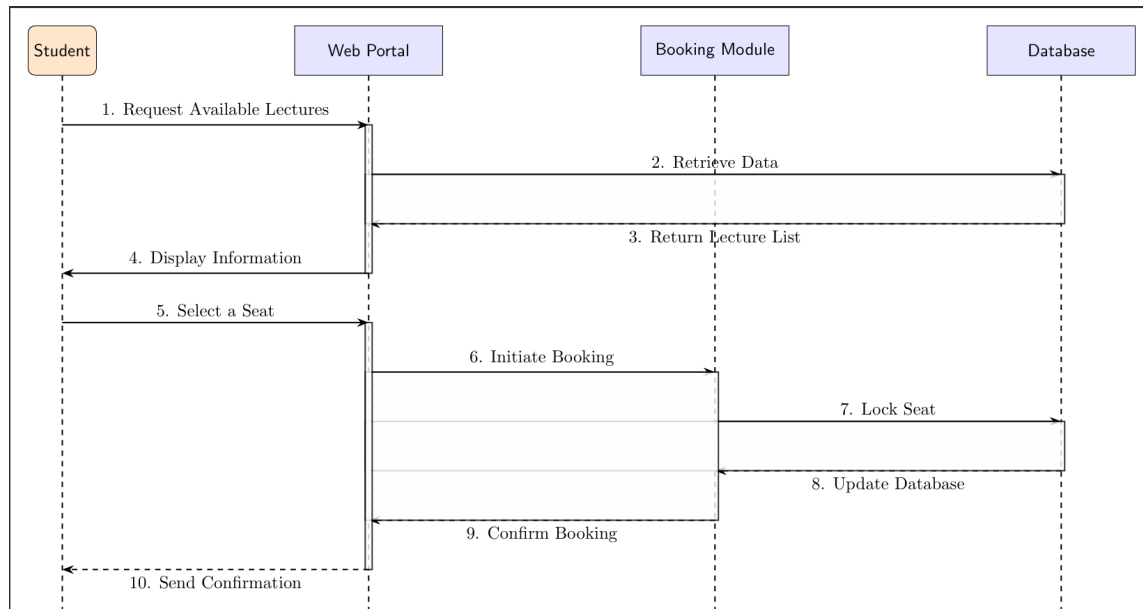 Student
Web Portal
Booking Module
Database
1. Request Available Lectures
2. Retrieve Data
3. Return Lecture List
4. Display Information
5. Select a Seat
6. Initiate Booking
7. Lock Seat
8. Update Database
9. Confirm Booking
10. Send Confirmation